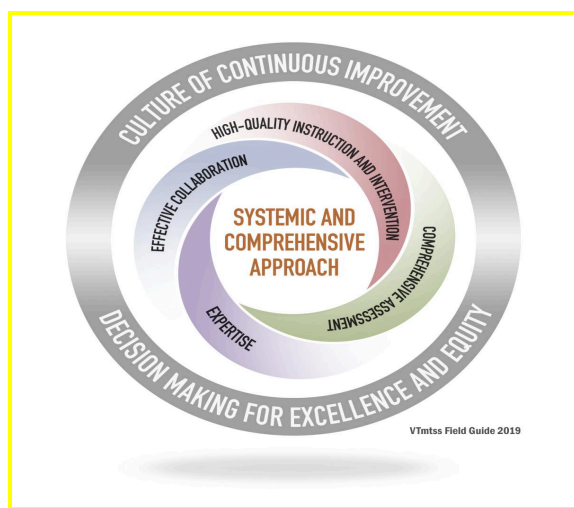 CULTURE OF CONTINUOUS IMPROVEMENT
HIGH-QUALITY INSTRUCTION AND INTERVENTION
EFFECTIVE COLLABORATION
SYSTEMIC AND
COMPREHENSIVE
APPROACH
COMPREHENSIVE ASSESSMENT
EXPERTISE
DECISION MAKING FOR EXCELLENCE AND EQUITY
VTmtss Field Guide 2019